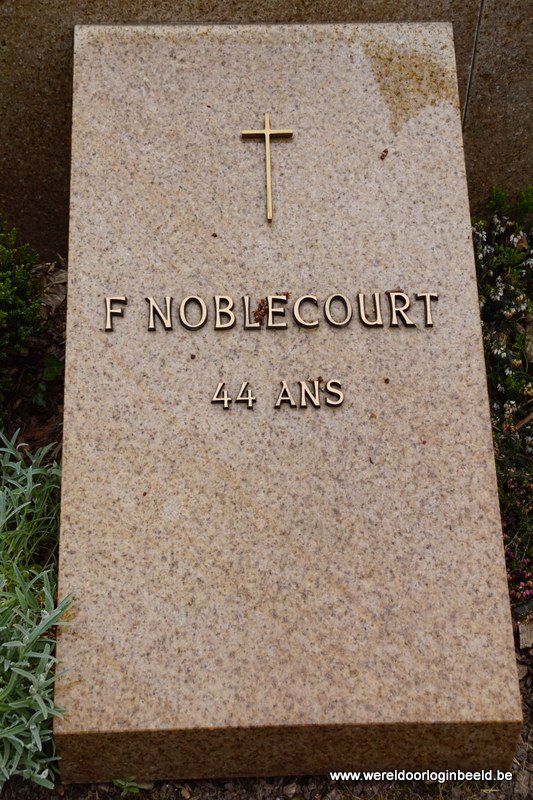 F NOBLECOURT
44 ANS
www.wereldoorloginbeeld.be